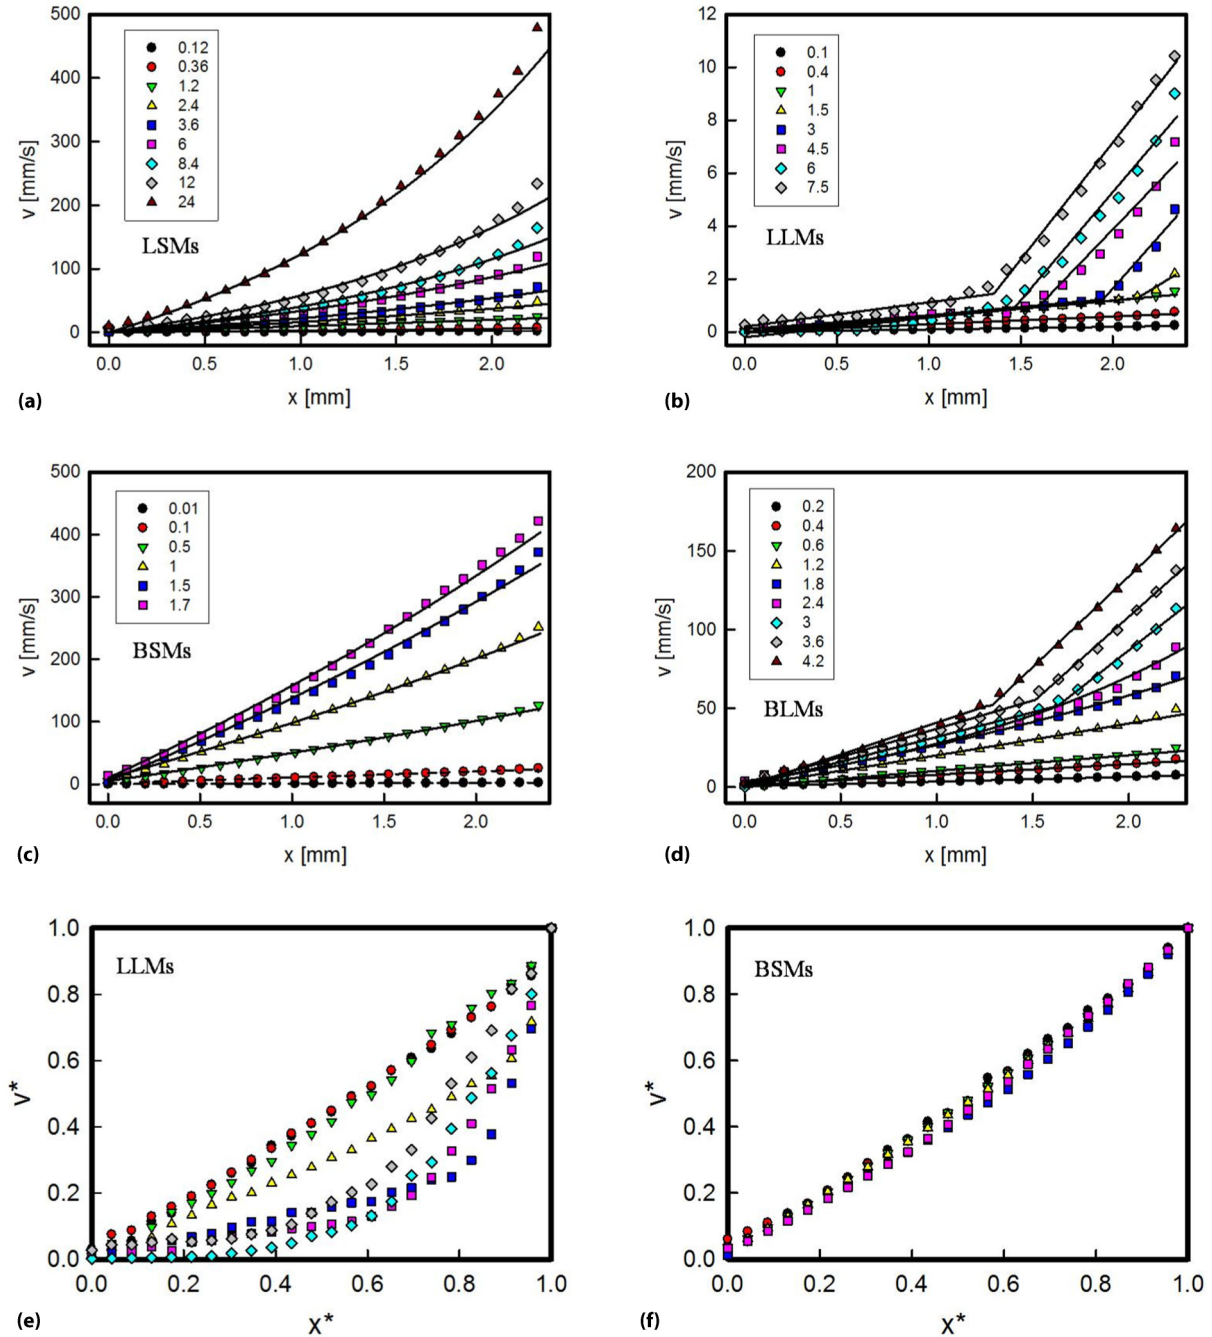 500
400
300
200
100
0
v [mm/s]
0.12
0.36
1.2
2.4
3.6
6
8.4
12
24
LSMs
0.0 0.5 1.0 1.5 2.0
x [mm]
(a)
12
10
8
6
4
2
0
v [mm/s]
0.1
0.4
1
1.5
3
4.5
6
7.5
LLMs
0.0 0.5 1.0 1.5 2.0
x [mm]
(b)
500
400
300
200
100
0
v [mm/s]
0.01
0.1
0.5
1
1.5
1.7
BSMs
0.0 0.5 1.0 1.5 2.0
x [mm]
(c)
200
150
100
50
0
v [mm/s]
0.2
0.4
0.6
1.2
1.8
2.4
3
3.6
4.2
BLMs
0.0 0.5 1.0 1.5 2.0
x [mm]
(d)
1.0
0.8
0.6
0.4
0.2
0.0
v*
LLMs
0.0 0.2 0.4 0.6 0.8 1.0
x*
(e)
1.0
0.8
0.6
0.4
0.2
0.0
v*
BSMs
0.0 0.2 0.4 0.6 0.8 1.0
x*
(f)